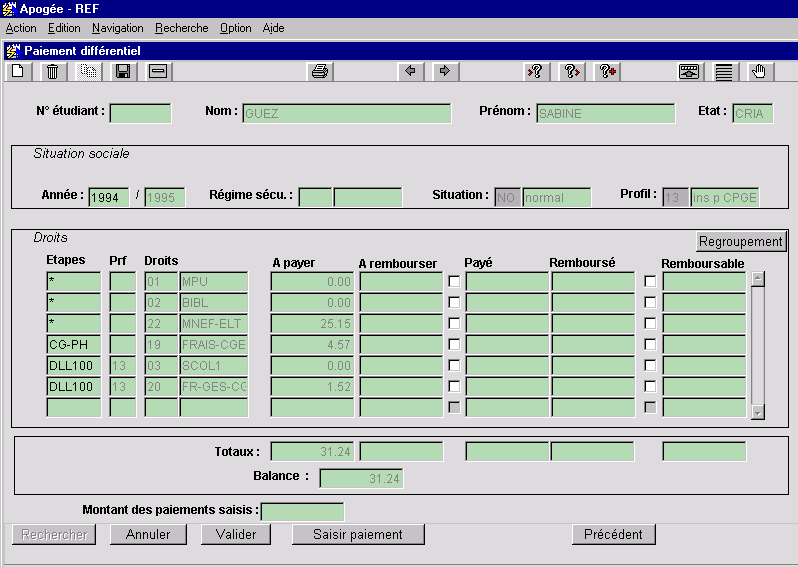 Apogée - REF
Action Edition Navigation Recherche Option Aide
Paiement différentiel
N° étudiant : Nom : GUEZ Prénom : SABINE Etat : CRIA
Situation sociale
Année : 1994 / 1995 Régime sécu. : Situation : NO normal Profil : 13 ins p CPGE
Droits
Regroupement
Etapes Prf Droits A payer A rembourser Payé Remboursé Remboursable
* 01 MPU 0.00
* 02 BIBL 0.00
* 22 MNEF-ELT 25.15
CG-PH 19 FRAIS-CGE 4.57
DLL100 13 03 SCOL1 0.00
DLL100 13 20 FR-GES-CG 1.52
Totaux : 31.24
Balance : 31.24
Montant des paiements saisis :
Rechercher Annuler Valider Saisir paiement Précédent